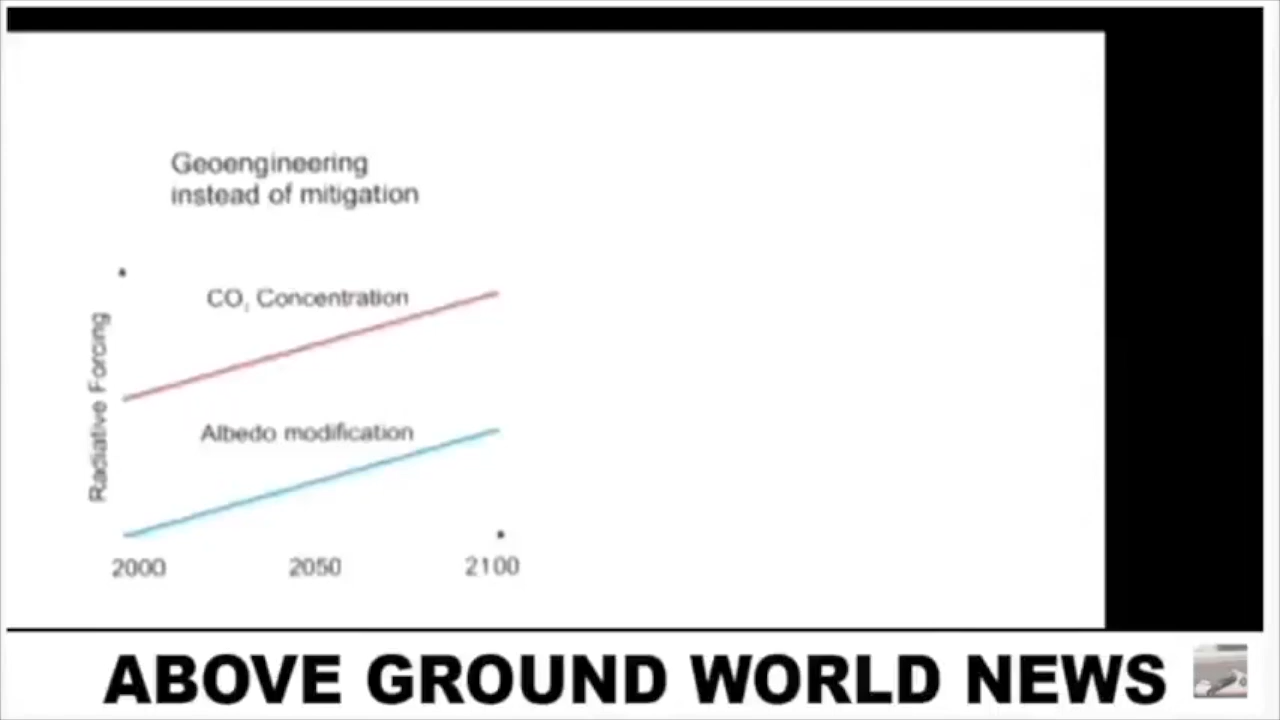 Geoengineering
instead of mitigation
CO₂ Concentration
Radiative Forcing
Albedo modification
2000 2050 2100
ABOVE GROUND WORLD NEWS